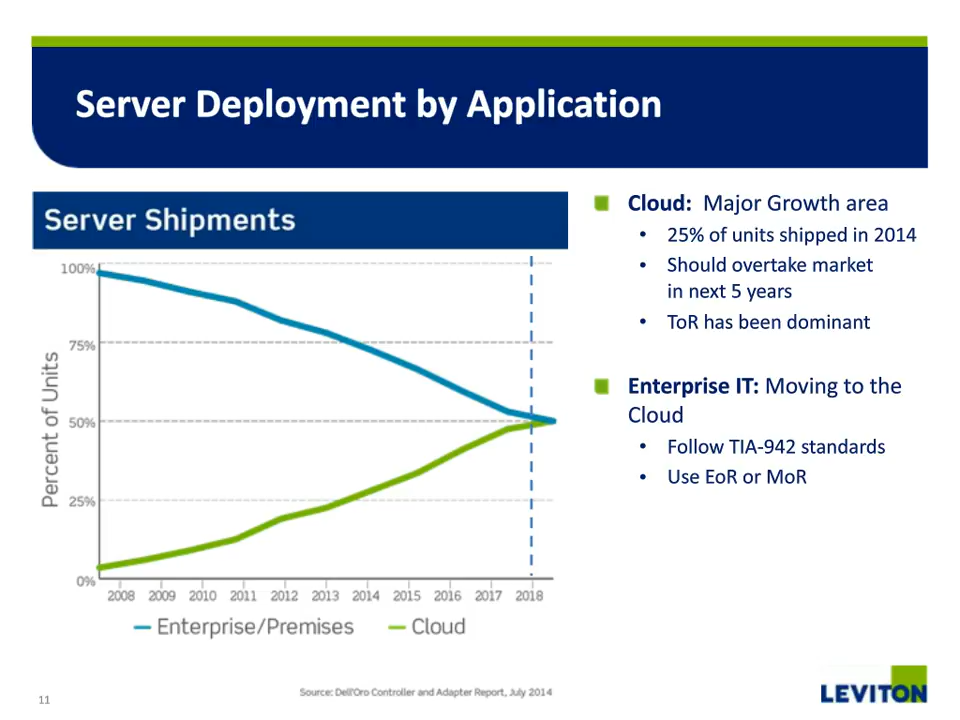 Server Deployment by Application
Server Shipments
100%
75%
50%
25%
0%
Percent of Units
2008 2009 2010 2011 2012 2013 2014 2015 2016 2017 2018
Enterprise/Premises Cloud
Cloud: Major Growth area
• 25% of units shipped in 2014
• Should overtake market
in next 5 years
• ToR has been dominant
Enterprise IT: Moving to the
Cloud
• Follow TIA-942 standards
• Use EoR or MoR
11
Source: Dell'Oro Controller and Adapter Report, July 2014
LEVITON